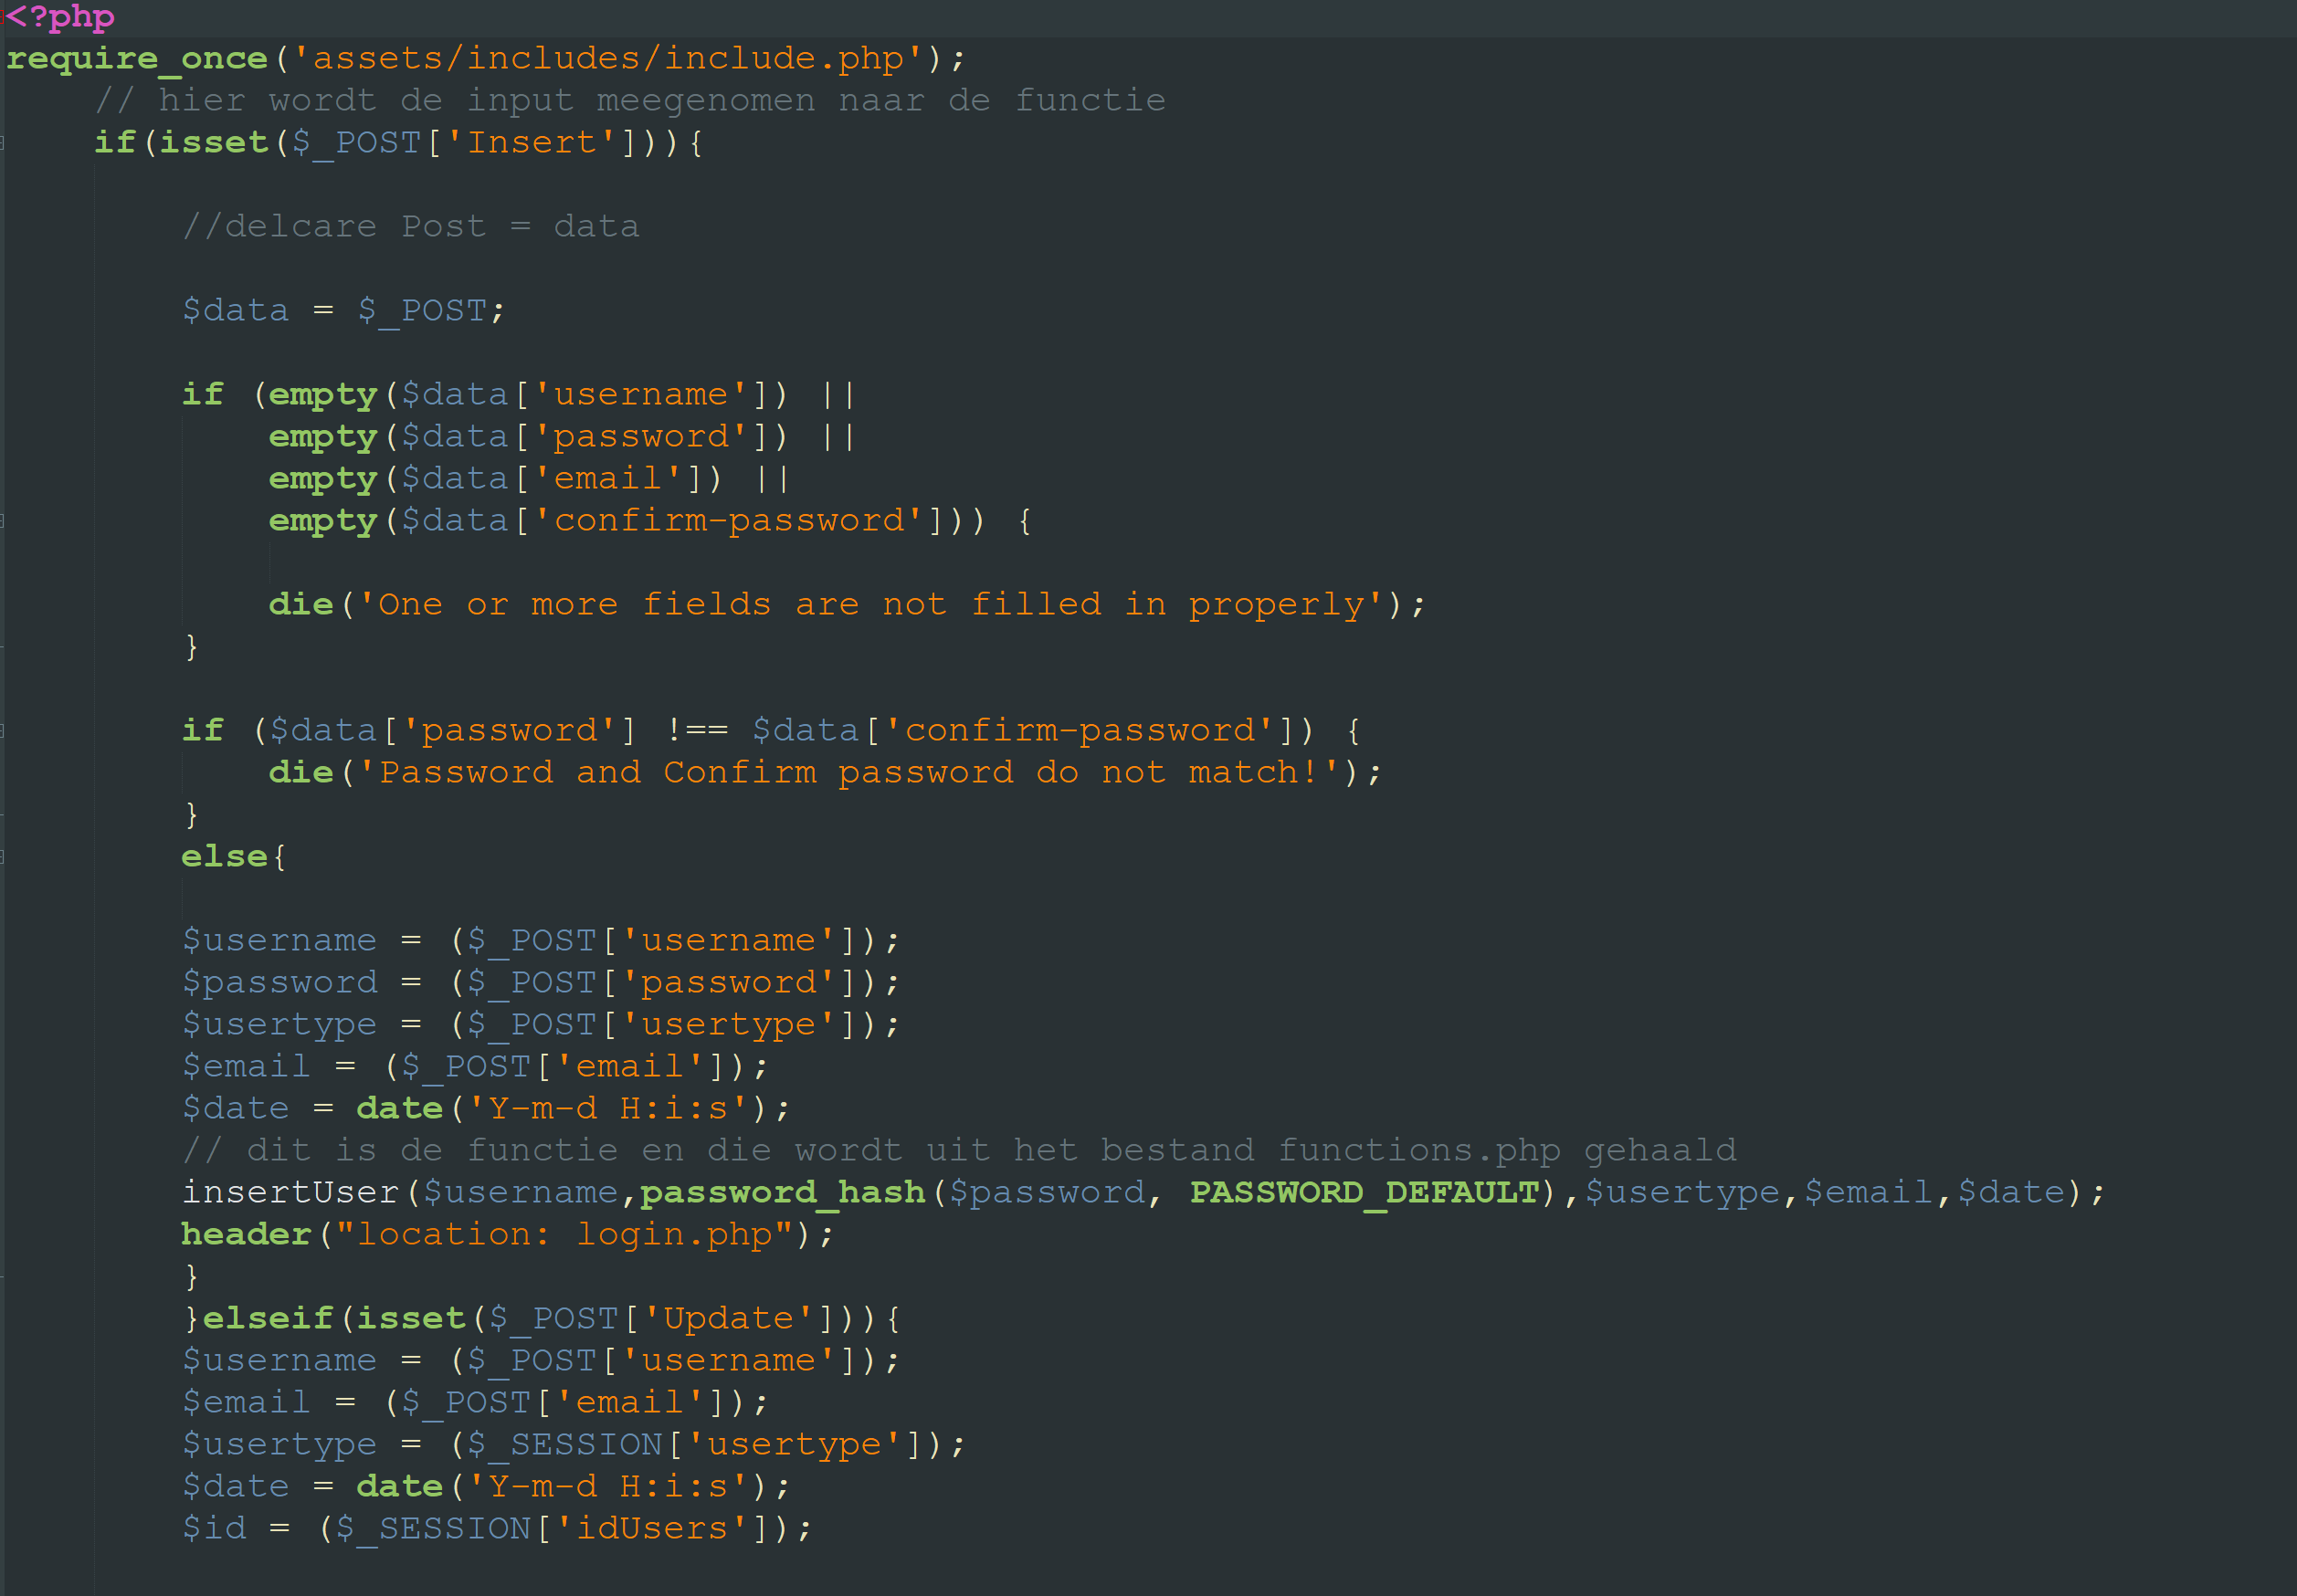 <?php
require_once('assets/includes/include.php');
// hier wordt de input meegenomen naar de functie
if(isset($_POST['Insert'])){
//delcare Post = data
$data = $_POST;
if (empty($data['username']) ||
empty($data['password']) ||
empty($data['email']) ||
empty($data['confirm-password'])) {
die('One or more fields are not filled in properly');
}
if ($data['password'] !== $data['confirm-password']) {
die('Password and Confirm password do not match!');
}
else{
$username = ($_POST['username']);
$password = ($_POST['password']);
$usertype = ($_POST['usertype']);
$email = ($_POST['email']);
$date = date('Y-m-d H:i:s');
// dit is de functie en die wordt uit het bestand functions.php gehaald
insertUser($username,password_hash($password, PASSWORD_DEFAULT),$usertype,$email,$date);
header("location: login.php");
}
}elseif(isset($_POST['Update'])){
$username = ($_POST['username']);
$email = ($_POST['email']);
$usertype = ($_SESSION['usertype']);
$date = date('Y-m-d H:i:s');
$id = ($_SESSION['idUsers']);